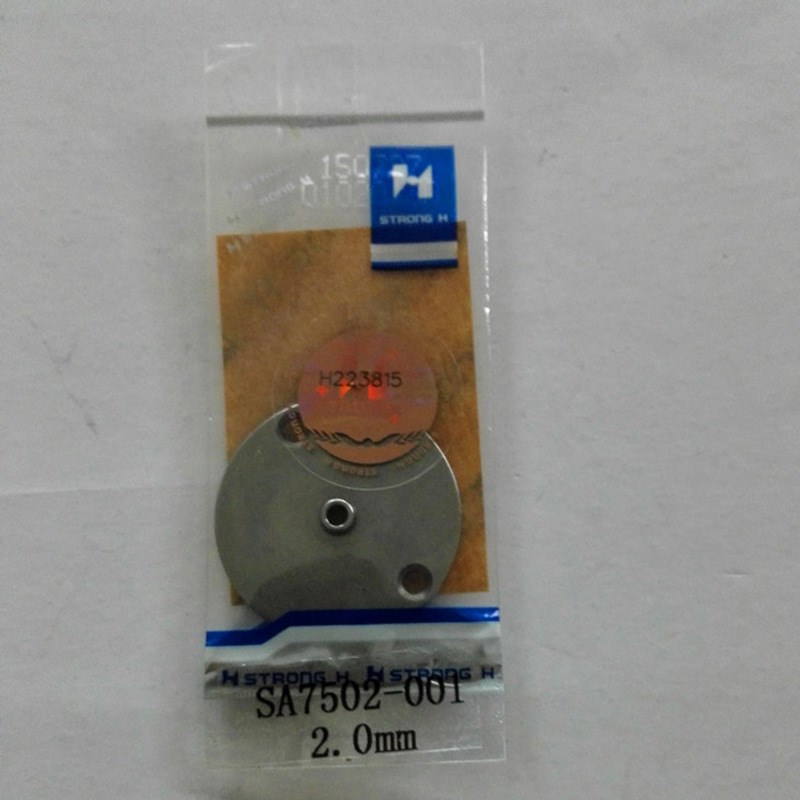 STRONG H
H223815
STRONG H STRONG H
SA7502-001
2.0mm